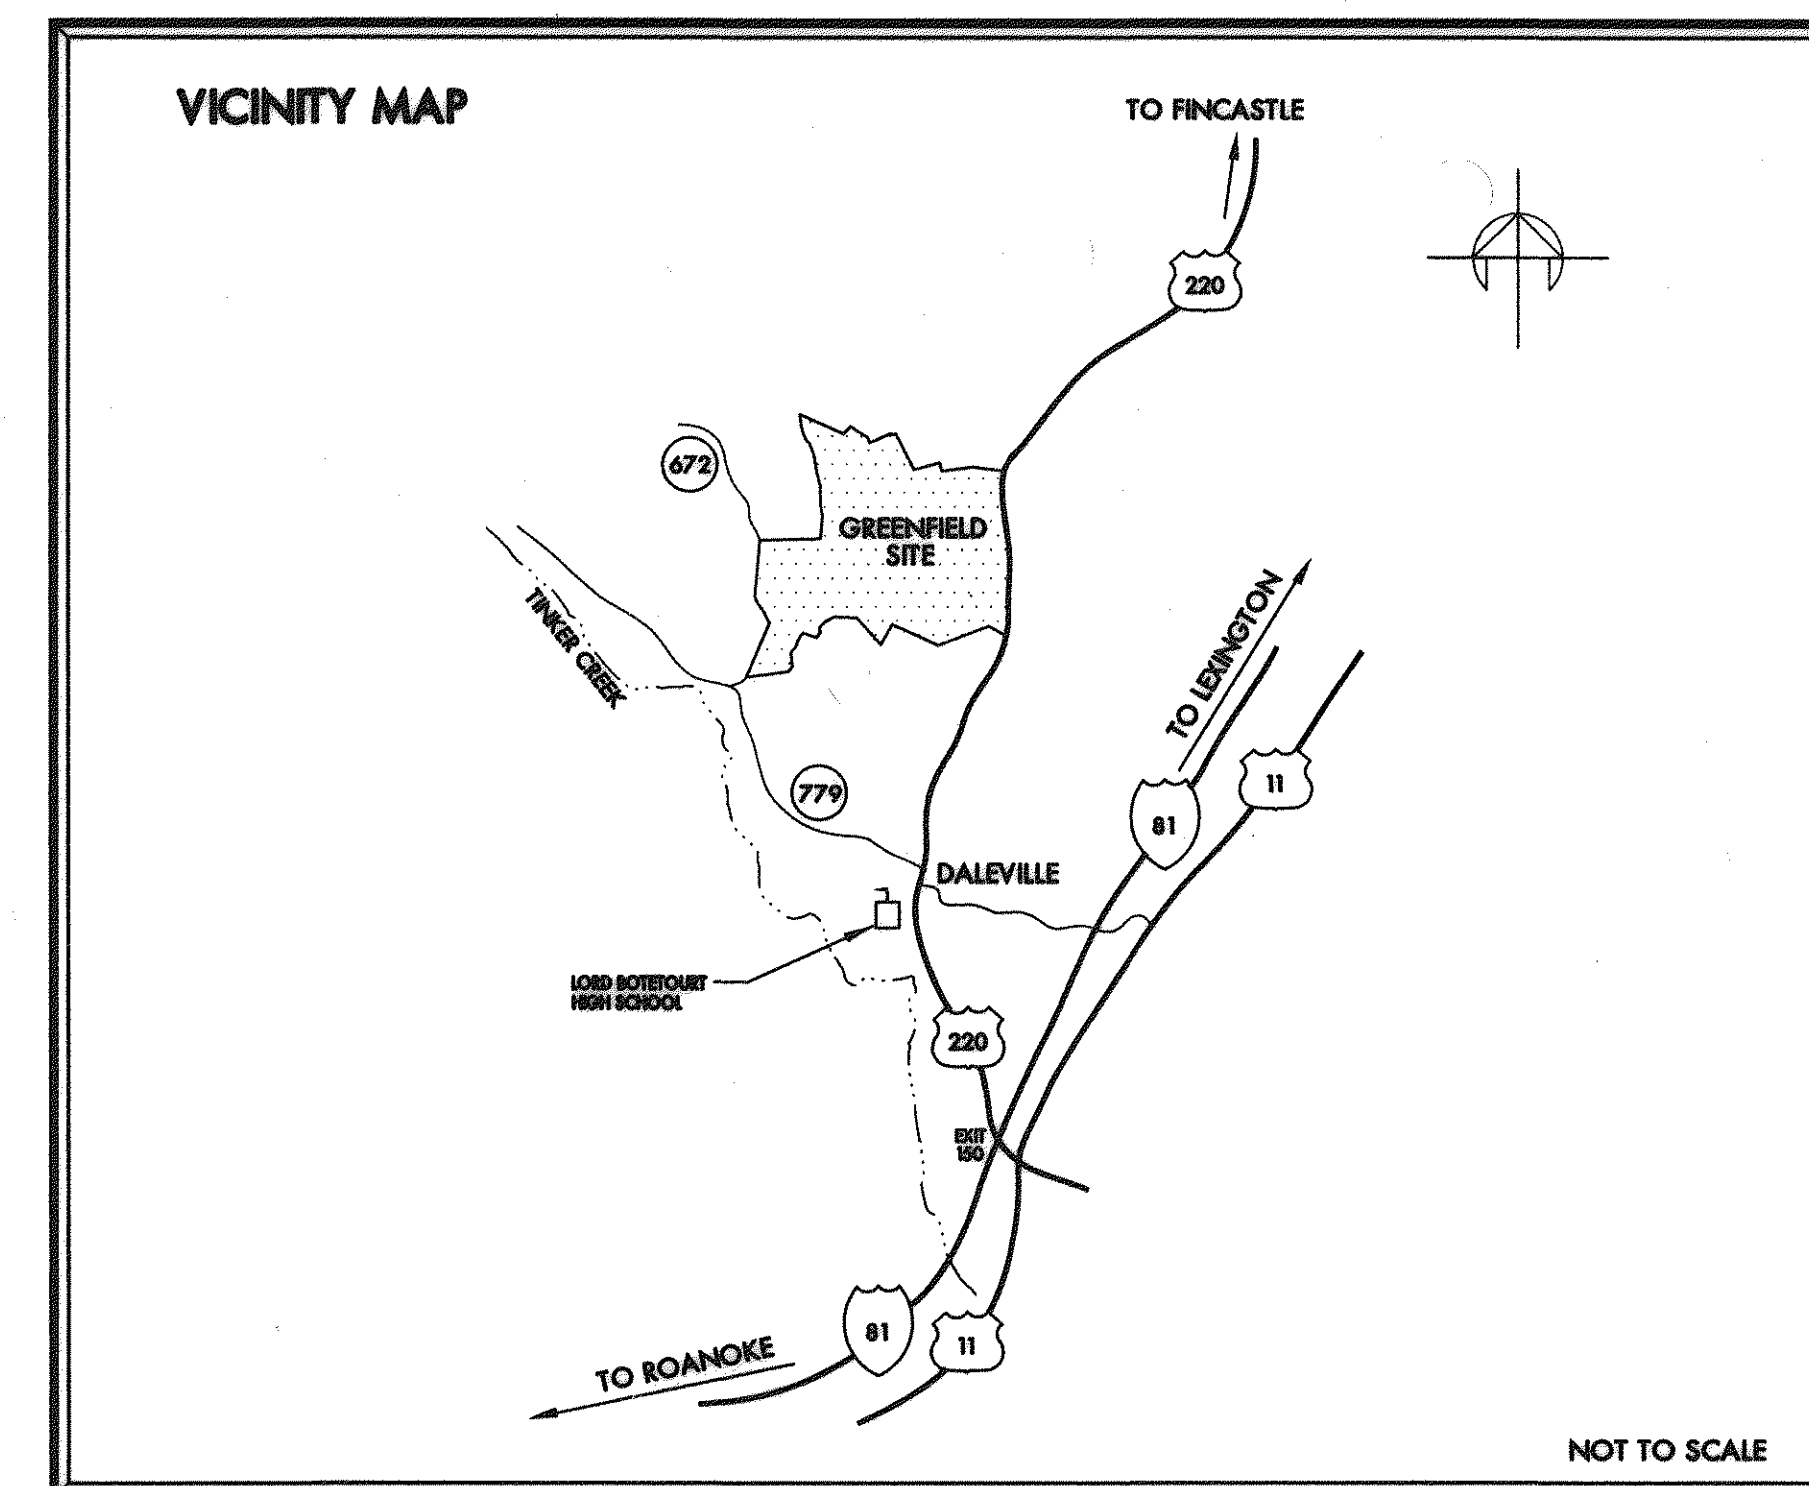 VICINITY MAP
TO FINCASTLE
220
672
GREENFIELD
SITE
TINKER CREEK
TO LEXINGTON
11
81
779
DALEVILLE
LORD BOTETOURT
HIGH SCHOOL
220
EXIT
150
81
11
TO ROANOKE
NOT TO SCALE